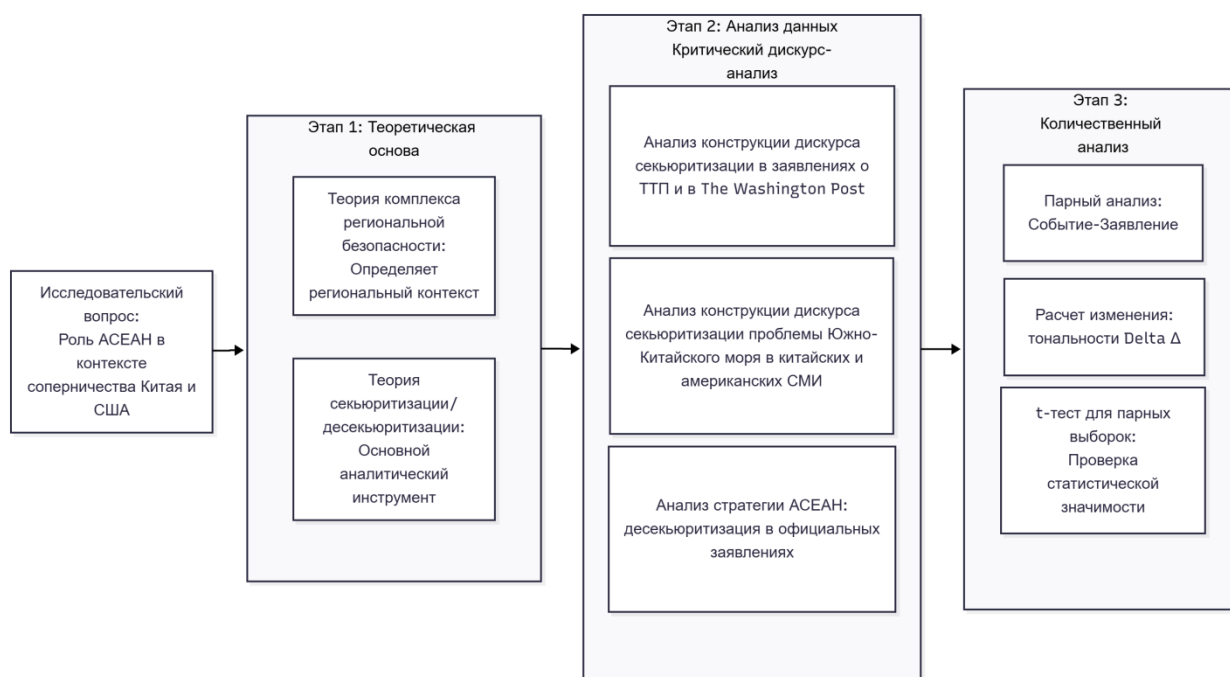 Исследовательский
вопрос:
Роль АСЕАН в
контексте
соперничества Китая и
США
Этап 1: Теоретическая
основа
Теория комплекса
региональной
безопасности:
Определяет
региональный контекст
Теория
секьюритизации/
десекьюритизации:
Основной
аналитический
инструмент
Этап 2: Анализ данных
Критический дискурс-
анализ
Анализ конструкции дискурса
секьюритизации в заявлениях о
ТТП и в The Washington Post
Анализ конструкции дискурса
секьюритизации проблемы Южно-
Китайского моря в китайских и
американских СМИ
Анализ стратегии АСЕАН:
десекьюритизация в официальных
заявлениях
Этап 3:
Количественный
анализ
Парный анализ:
Событие-Заявление
Расчет изменения:
тональности Delta Δ
t-тест для парных
выборок:
Проверка
статистической
значимости